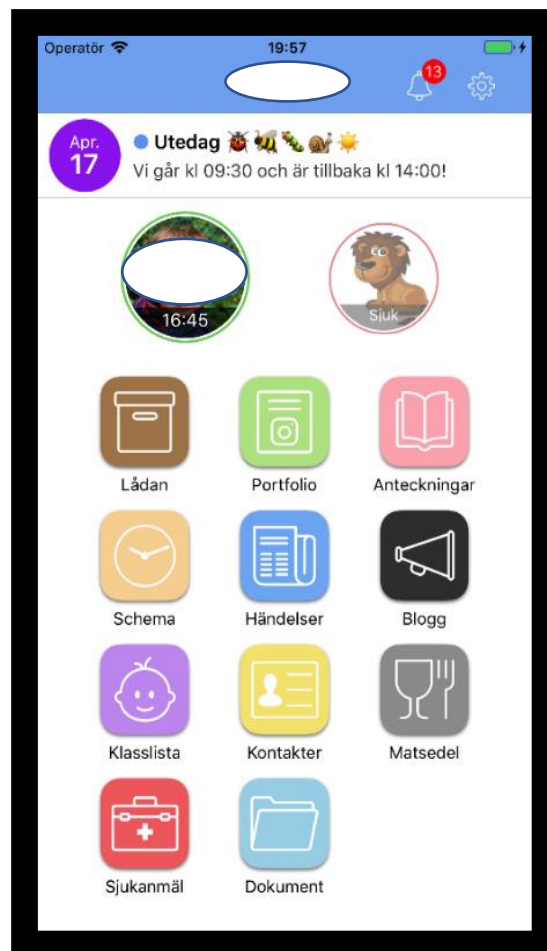 Operatör 19:57
13
Apr.
17
Utedag
Vi går kl 09:30 och är tillbaka kl 14:00!
16:45
Sjuk
Lådan Portfolio Anteckningar
Schema Händelser Blogg
Klasslista Kontakter Matsedel
Sjukanmäl Dokument